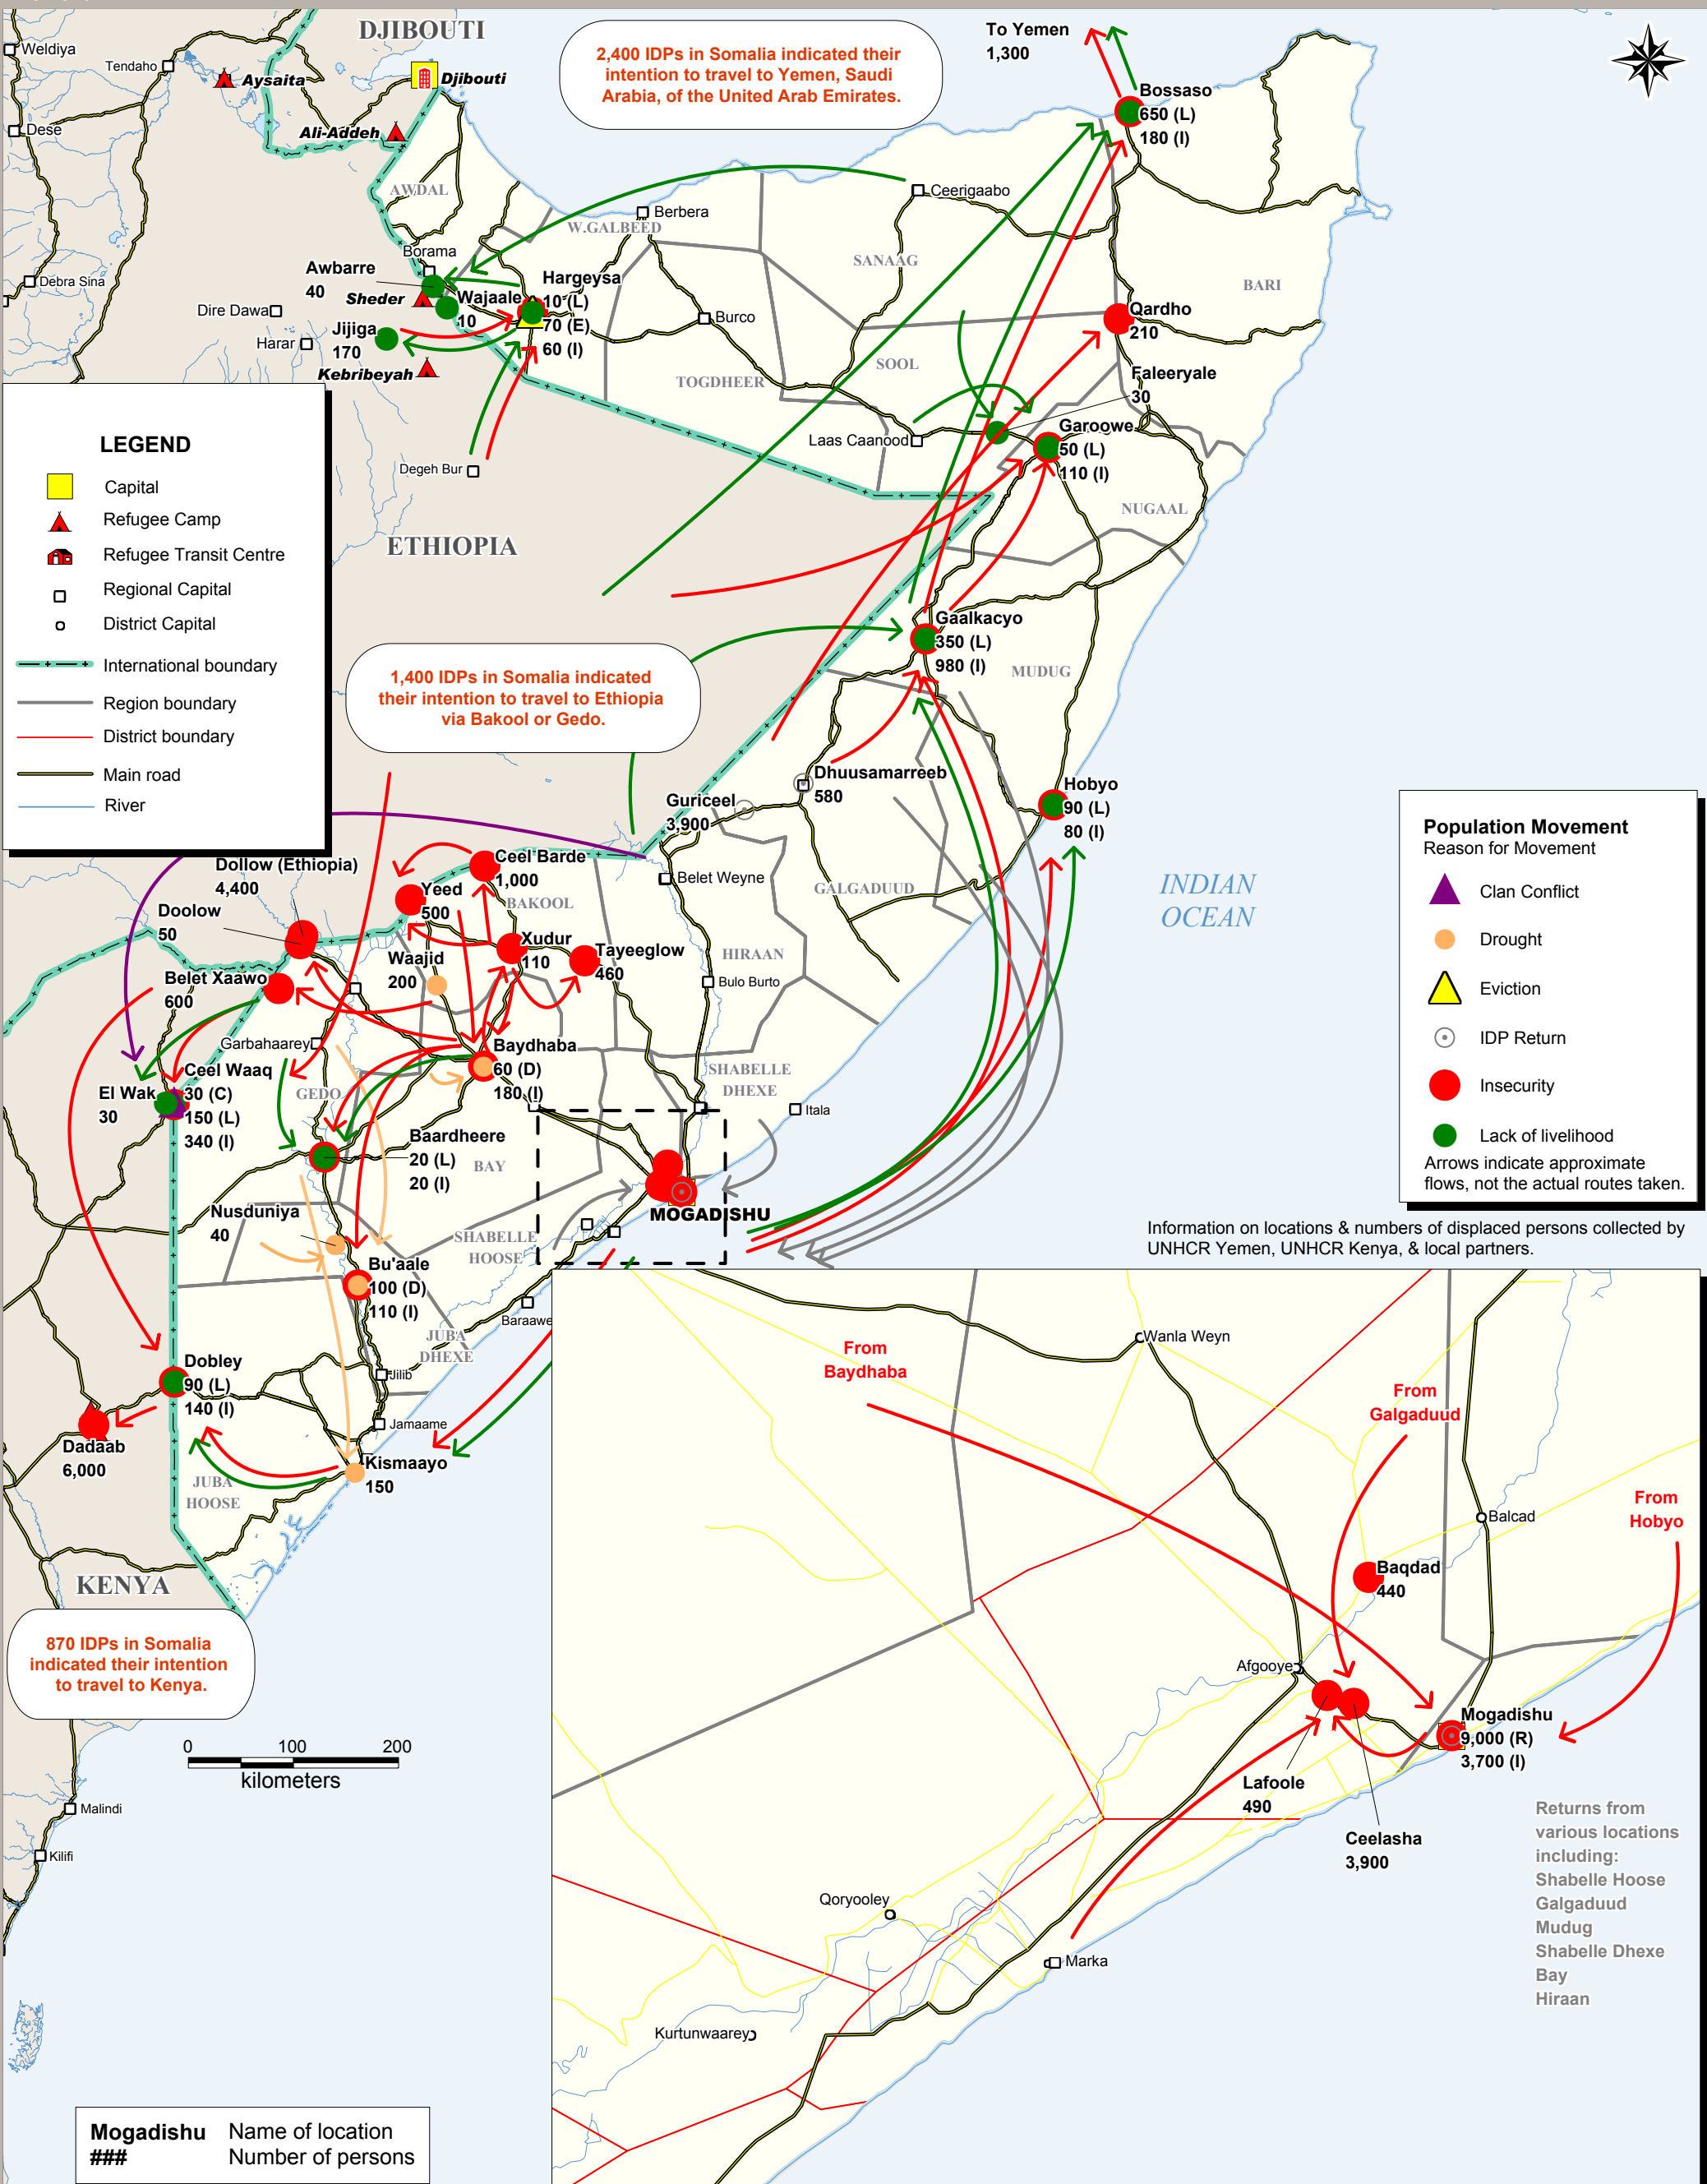 DJIBOUTI
Weldiya
Tendaho
Aysaita
Djibouti
Dese
Ali-Addeh
2,400 IDPs in Somalia indicated their
intention to travel to Yemen, Saudi
Arabia, of the United Arab Emirates.
To Yemen
1,300
Bossaso
650 (L)
180 (I)
AWDAL
Ceerigaabo
Berbera
W.GALBEED
Borama
SANAAG
BARI
Awbarre
40
Debra Sina
Sheder
Wajaale
10
Hargeysa
10 (L)
70 (E)
60 (I)
Dire Dawa
Jijiga
170
Harar
Kebribeyah
Burco
Qardho
210
SOOL
TOGDHEER
Faleeryale
30
Laas Caanood
Garoowe
50 (L)
110 (I)
Degeh Bur
NUGAAL
ETHIOPIA
LEGEND
Capital
Refugee Camp
Refugee Transit Centre
Regional Capital
District Capital
International boundary
Region boundary
District boundary
Main road
River
Gaalkacyo
350 (L)
980 (I)
MUDUG
1,400 IDPs in Somalia indicated
their intention to travel to Ethiopia
via Bakool or Gedo.
Dhuusamarreeb
580
Guriceel
3,900
Hobyo
90 (L)
80 (I)
Population Movement
Reason for Movement
Clan Conflict
Drought
Eviction
IDP Return
Insecurity
Lack of livelihood
Arrows indicate approximate
flows, not the actual routes taken.
Information on locations & numbers of displaced persons collected by
UNHCR Yemen, UNHCR Kenya, & local partners.
INDIAN
OCEAN
Dollow (Ethiopia)
4,400
Ceel Barde
1,000
Belet Weyne
GALGADUUD
Doolow
50
Yeed
500
BAKOOL
Xudur
110
Tayeeglow
460
HIRAAN
Waajid
200
Belet Xaawo
600
Bulo Burto
Garbahaarey
Baydhaba
60 (D)
180 (I)
SHABELLE
DHEXE
Ceel Waaq
30 (C)
150 (L)
340 (I)
El Wak
30
GEDO
Itala
Baardheere
20 (L)
20 (I)
BAY
MOGADISHU
Nusduniya
40
SHABELLE
HOOSE
Bu'aale
100 (D)
110 (I)
Baraawe
JUBA
DHEXE
Dobley
90 (L)
140 (I)
Jilib
Dadaab
6,000
Jamaame
Kismaayo
150
JUBA
HOOSE
KENYA
870 IDPs in Somalia
indicated their intention
to travel to Kenya.
0 100 200
kilometers
Malindi
Kilifi
From
Baydhaba
Wanla Weyn
From
Galgaduud
From
Hobyo
Balcad
Baqdad
440
Afgooye
Mogadishu
9,000 (R)
3,700 (I)
Lafoole
490
Ceelasha
3,900
Returns from
various locations
including:
Shabelle Hoose
Galgaduud
Mudug
Shabelle Dhexe
Bay
Hiraan
Qoryooley
Marka
Kurtunwaarey
Mogadishu Name of location
### Number of persons